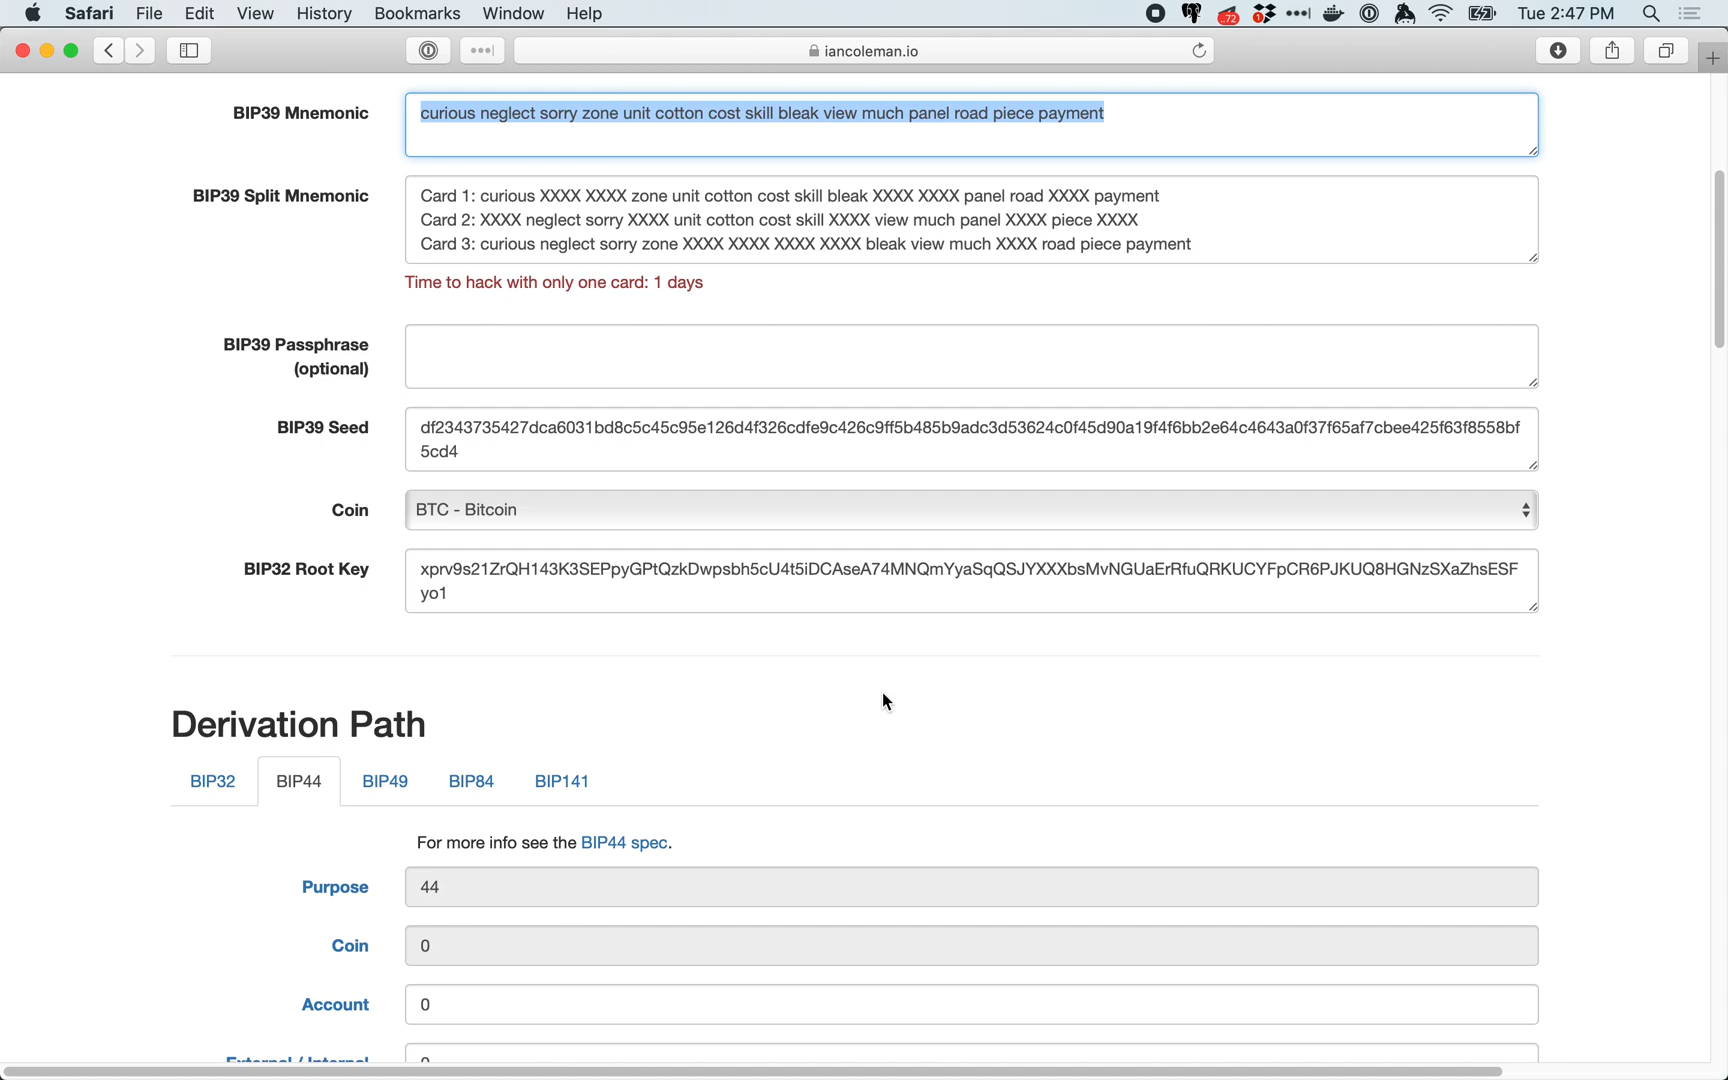 Safari File Edit View History Bookmarks Window Help
72
1
Tue 2:47 PM
iancoleman.io
BIP39 Mnemonic
curious neglect sorry zone unit cotton cost skill bleak view much panel road piece payment
BIP39 Split Mnemonic
Card 1: curious XXXX XXXX zone unit cotton cost skill bleak XXXX XXXX panel road XXXX payment
Card 2: XXXX neglect sorry XXXX unit cotton cost skill XXXX view much panel XXXX piece XXXX
Card 3: curious neglect sorry zone XXXX XXXX XXXX XXXX bleak view much XXXX road piece payment
Time to hack with only one card: 1 days
BIP39 Passphrase
(optional)
BIP39 Seed
df2343735427dca6031bd8c5c45c95e126d4f326cdfe9c426c9ff5b485b9adc3d53624c0f45d90a19f4f6bb2e64c4643a0f37f65af7cbee425f63f8558bf
5cd4
Coin
BTC - Bitcoin
BIP32 Root Key
xprv9s21ZrQH143K3SEPpyGPtQzkDwpsbh5cU4t5iDCAseA74MNQmYyaSqQSJYXXXbsMvNGUaErRfuQRKUCYFpCR6PJKUQ8HGNzSXaZhsESF
yo1
Derivation Path
BIP32 BIP44 BIP49 BIP84 BIP141
For more info see the BIP44 spec.
Purpose
44
Coin
0
Account
0
External / Internal
0